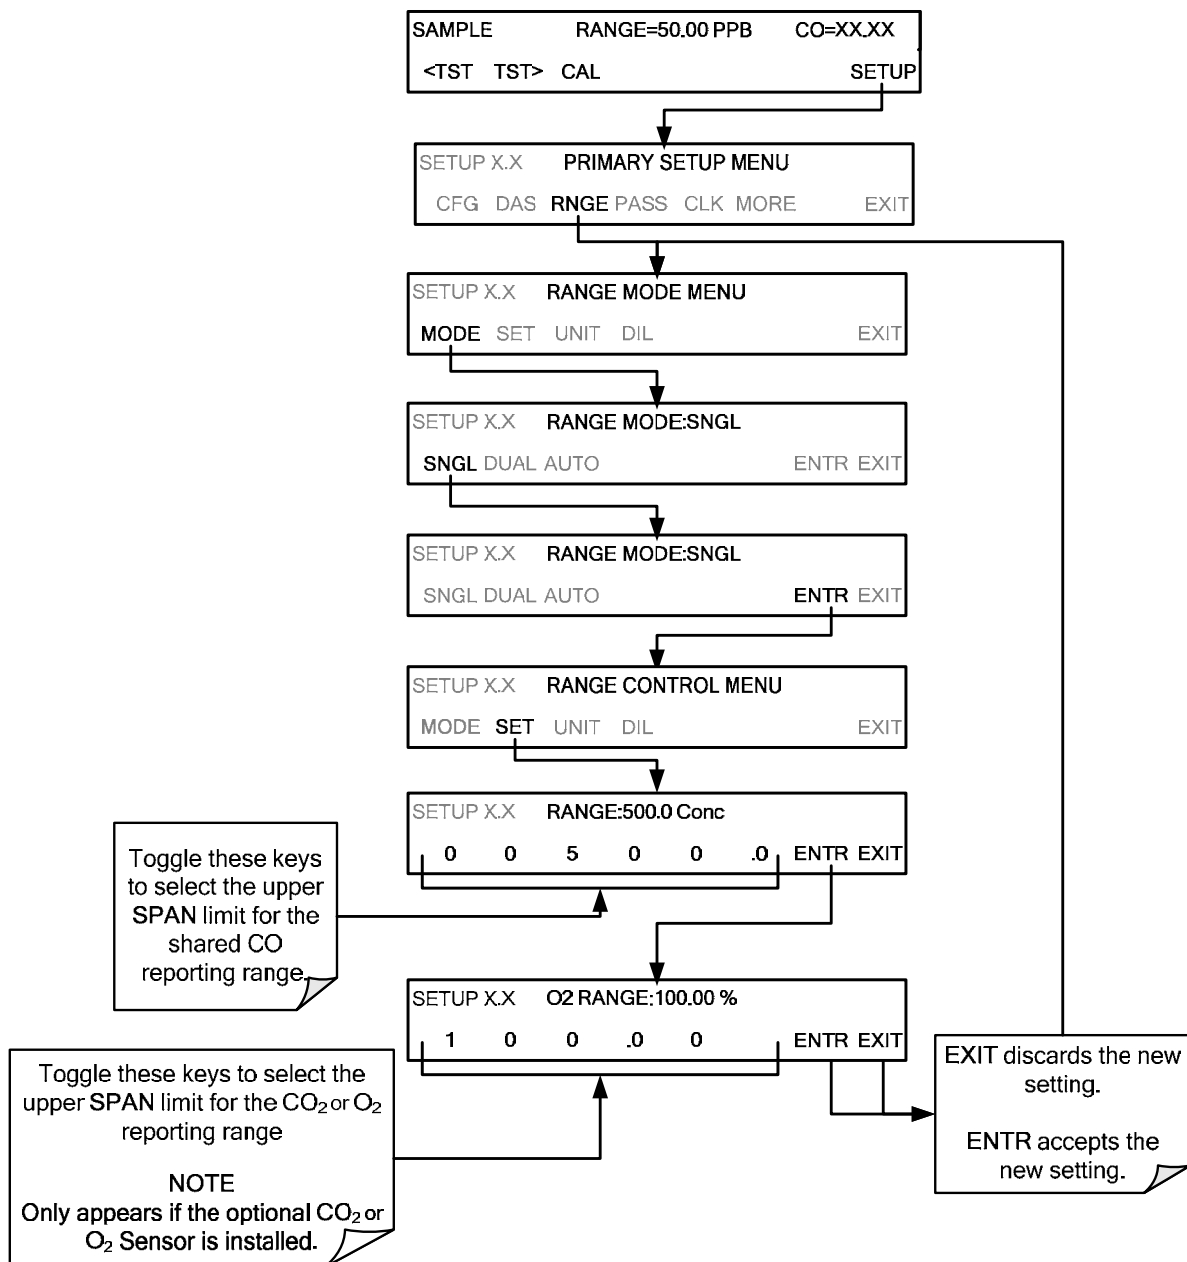 SAMPLE RANGE=50.00 PPB CO=XX.XX
<TST TST> CAL SETUP
SETUP X.X PRIMARY SETUP MENU
CFG DAS RNGE PASS CLK MORE EXIT
SETUP X.X RANGE MODE MENU
MODE SET UNIT DIL EXIT
SETUP X.X RANGE MODE:SNGL
SNGL DUAL AUTO ENTR EXIT
SETUP X.X RANGE MODE:SNGL
SNGL DUAL AUTO ENTR EXIT
SETUP X.X RANGE CONTROL MENU
MODE SET UNIT DIL EXIT
SETUP X.X RANGE:500.0 Conc
0 0 5 0 0 .0 ENTR EXIT
Toggle these keys
to select the upper
SPAN limit for the
shared CO
reporting range.
SETUP X.X O2 RANGE:100.00 %
1 0 0 .0 0 ENTR EXIT
Toggle these keys to select the
upper SPAN limit for the CO₂ or O₂
reporting range
NOTE
Only appears if the optional CO₂ or
O₂ Sensor is installed.
EXIT discards the new
setting.
ENTR accepts the
new setting.